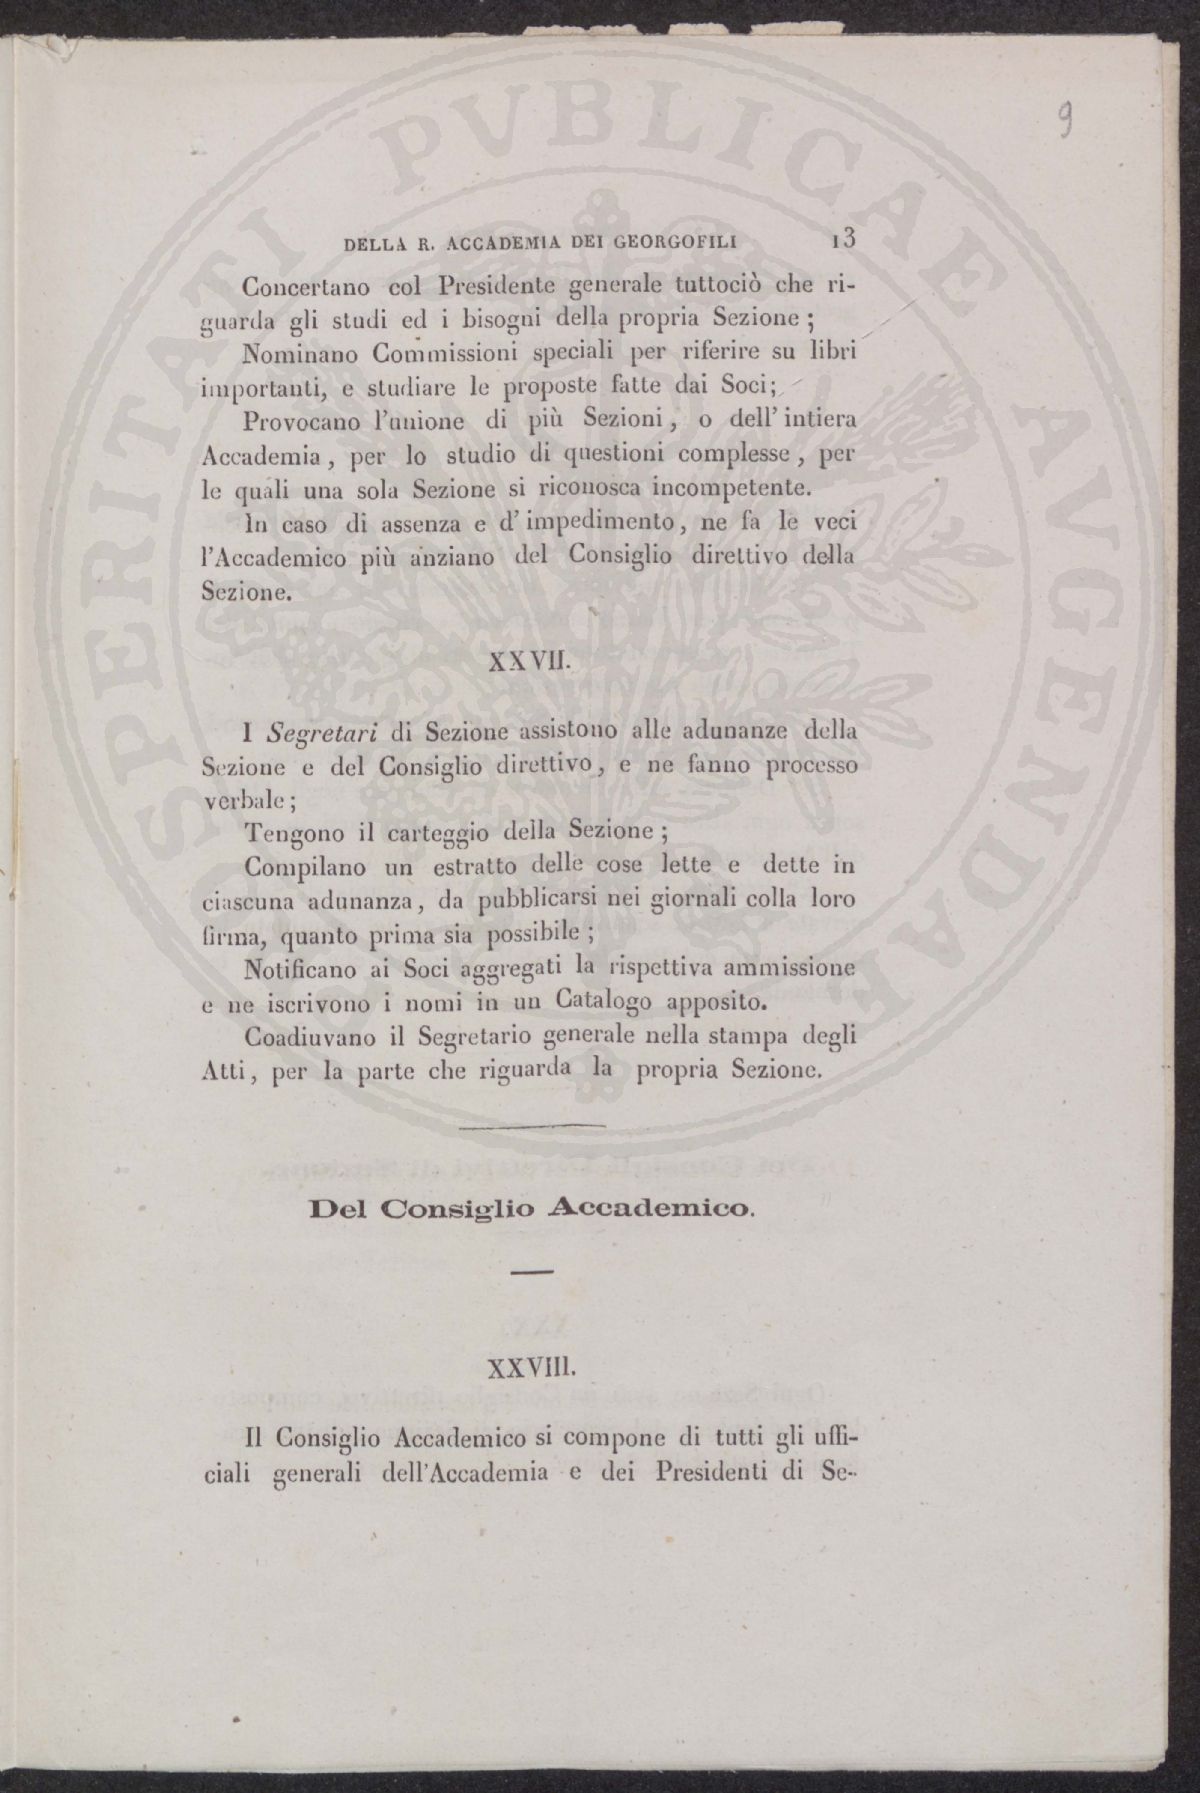 9
DELLA R. ACCADEMIA DEI GEORGOFILI 13
Concertano col Presidente generale tuttociò che ri-
guarda gli studi ed i bisogni della propria Sezione ;
Nominano Commissioni speciali per riferire su libri
importanti, e studiare le proposte fatte dai Soci;
Provocano l'unione di più Sezioni, o dell' intiera
Accademia, per lo studio di questioni complesse, per
le quali una sola Sezione si riconosca incompetente.
In caso di assenza e d' impedimento, ne fa le veci
l'Accademico più anziano del Consiglio direttivo della
Sezione.
XXVII.
I Segretari di Sezione assistono alle adunanze della
Sezione e del Consiglio direttivo, e ne fanno processo
verbale;
Tengono il carteggio della Sezione ;
Compilano un estratto delle cose lette e dette in
ciascuna adunanza, da pubblicarsi nei giornali colla loro
firma, quanto prima sia possibile ;
Notificano ai Soci aggregati la rispettiva ammissione
e ne iscrivono i nomi in un Catalogo apposito.
Coadiuvano il Segretario generale nella stampa degli
Atti, per la parte che riguarda la propria Sezione.
Del Consiglio Accademico.
XXVIII.
Il Consiglio Accademico si compone di tutti gli uffi-
ciali generali dell'Accademia e dei Presidenti di Se-
PROSPERITATI PUBLICAE AVGENDAE